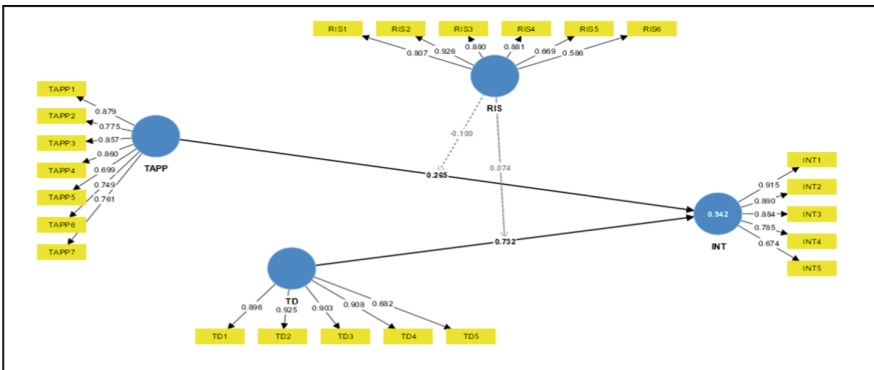 RIS1 RIS2 RIS3 RIS4 RIS5 RIS6
0.807 0.926 0.880 0.881 0.669 0.586
RIS
TAPP1
TAPP2
TAPP3
TAPP4
TAPP5
TAPP6
TAPP7
0.879
0.775
0.857
0.860
0.699
0.749
0.761
TAPP
-0.100
0.074
0.265
0.732
0.942
INT
0.915
0.890
0.884
0.785
0.674
INT1
INT2
INT3
INT4
INT5
TD
0.896 0.925 0.903 0.908 0.682
TD1 TD2 TD3 TD4 TD5